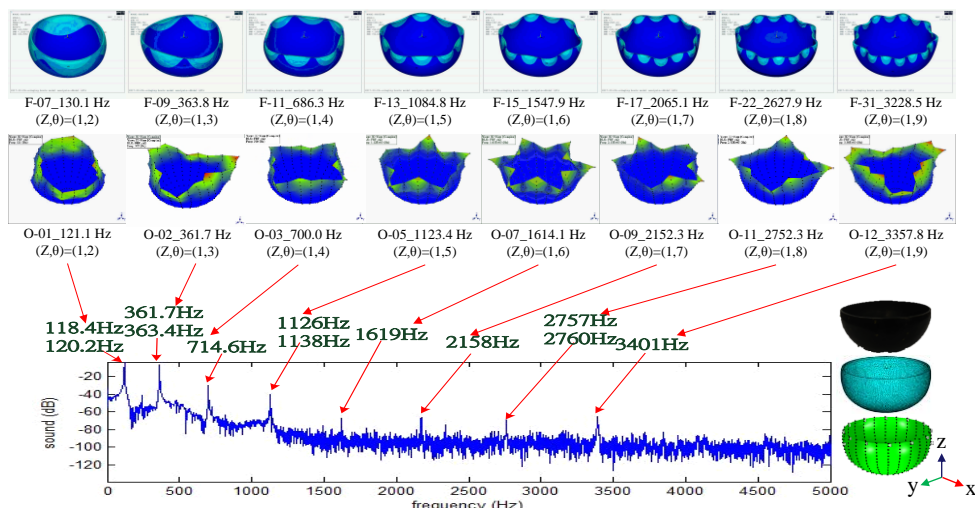 F-07_130.1 Hz F-09_363.8 Hz F-11_686.3 Hz F-13_1084.8 Hz F-15_1547.9 Hz F-17_2065.1 Hz F-22_2627.9 Hz F-31_3228.5 Hz
(Z,θ)=(1,2) (Z,θ)=(1,3) (Z,θ)=(1,4) (Z,θ)=(1,5) (Z,θ)=(1,6) (Z,θ)=(1,7) (Z,θ)=(1,8) (Z,θ)=(1,9)
O-01_121.1 Hz O-02_361.7 Hz O-03_700.0 Hz O-05_1123.4 Hz O-07_1614.1 Hz O-09_2152.3 Hz O-11_2752.3 Hz O-12_3357.8 Hz
(Z,θ)=(1,2) (Z,θ)=(1,3) (Z,θ)=(1,4) (Z,θ)=(1,5) (Z,θ)=(1,6) (Z,θ)=(1,7) (Z,θ)=(1,8) (Z,θ)=(1,9)
118.4Hz
120.2Hz
361.7Hz
363.4Hz
714.6Hz
1126Hz
1138Hz
1619Hz
2158Hz
2757Hz
2760Hz
3401Hz
sound (dB)
-20
-40
-60
-80
-100
-120
0 500 1000 1500 2000 2500 3000 3500 4000 4500 5000
frequency (Hz)
z
y x